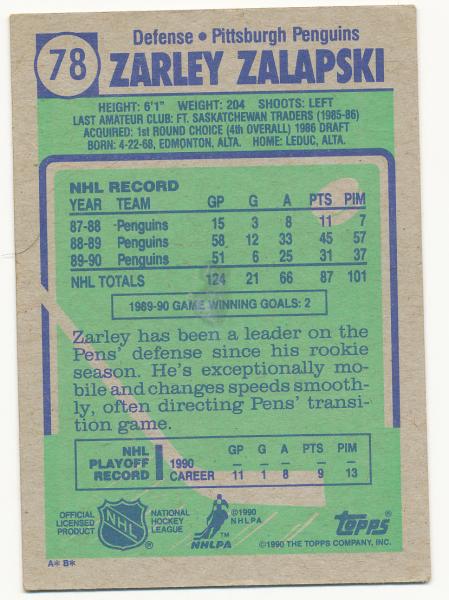 78
Defense • Pittsburgh Penguins
ZARLEY ZALAPSKI
HEIGHT: 6'1" WEIGHT: 204 SHOOTS: LEFT
LAST AMATEUR CLUB: FT. SASKATCHEWAN TRADERS (1985-86)
ACQUIRED: 1st ROUND CHOICE (4th OVERALL) 1986 DRAFT
BORN: 4-22-68, EDMONTON, ALTA. HOME: LEDUC, ALTA.
NHL RECORD
YEAR TEAM GP G A PTS PIM
87-88 Penguins 15 3 8 11 7
88-89 Penguins 58 12 33 45 57
89-90 Penguins 51 6 25 31 37
NHL TOTALS 124 21 66 87 101
1989-90 GAME WINNING GOALS: 2
Zarley has been a leader on the
Pens' defense since his rookie
season. He's exceptionally mo-
bile and changes speeds smooth-
ly, often directing Pens' transi-
tion game.
NHL PLAYOFF RECORD
GP G A PTS PIM
1990 — — — — —
CAREER 11 1 8 9 13
OFFICIAL LICENSED PRODUCT
NHL
NATIONAL HOCKEY LEAGUE
©1990 NHLPA
NHLPA™
topps
©1990 THE TOPPS COMPANY, INC.
A* B*